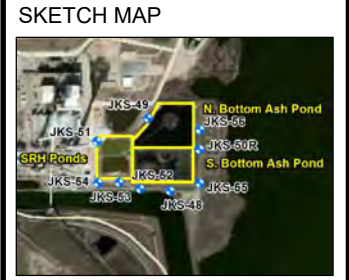 SKETCH MAP
JKS-49
N. Bottom Ash Pond
JKS-56
JKS-51
JKS-50R
SRH Ponds
S. Bottom Ash Pond
JKS-52
JKS-54
JKS-55
JKS-53
JKS-48